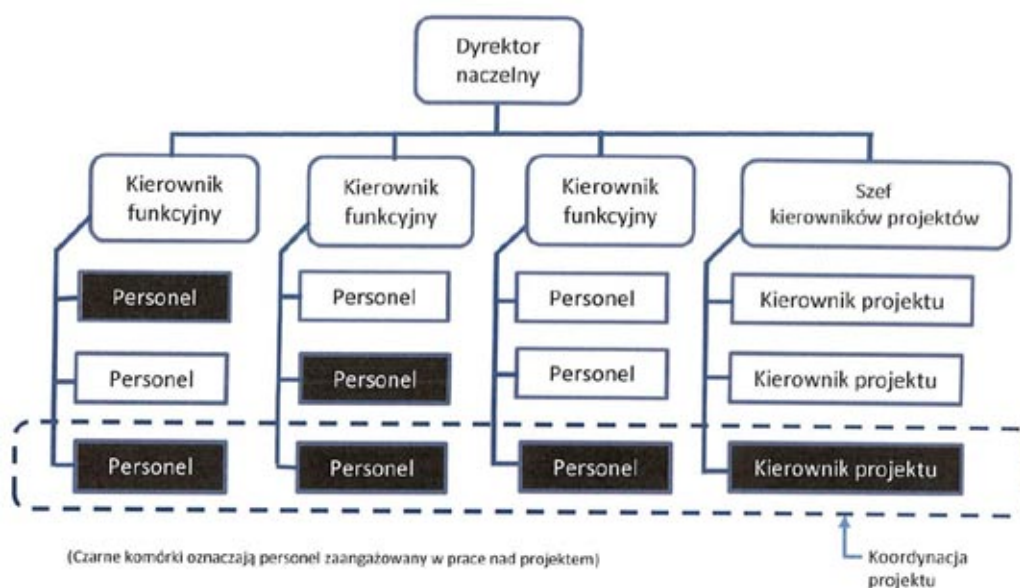 Dyrektor
naczelny
Kierownik
funkcyjny
Kierownik
funkcyjny
Kierownik
funkcyjny
Szef
kierowników projektów
Personel
Personel
Personel
Kierownik projektu
Personel
Personel
Personel
Kierownik projektu
Personel
Personel
Personel
Kierownik projektu
(Czarne komórki oznaczają personel zaangażowany w prace nad projektem)
Koordynacja
projektu